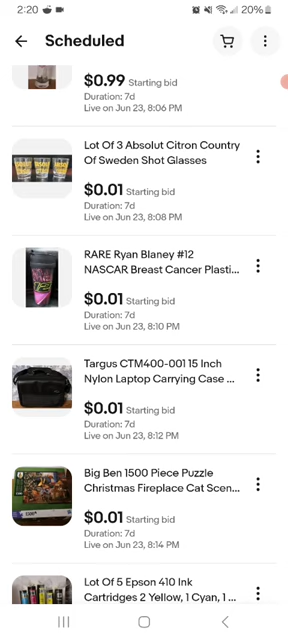 2:20
20%
Scheduled
$0.99 Starting bid
Duration: 7d
Live on Jun 23, 8:06 PM
Lot Of 3 Absolut Citron Country
Of Sweden Shot Glasses
$0.01 Starting bid
Duration: 7d
Live on Jun 23, 8:08 PM
RARE Ryan Blaney #12
NASCAR Breast Cancer Plasti...
$0.01 Starting bid
Duration: 7d
Live on Jun 23, 8:10 PM
Targus CTM400-001 15 Inch
Nylon Laptop Carrying Case ...
$0.01 Starting bid
Duration: 7d
Live on Jun 23, 8:12 PM
Big Ben 1500 Piece Puzzle
Christmas Fireplace Cat Scen...
$0.01 Starting bid
Duration: 7d
Live on Jun 23, 8:14 PM
Lot Of 5 Epson 410 Ink
Cartridges 2 Yellow, 1 Cyan, 1 ...